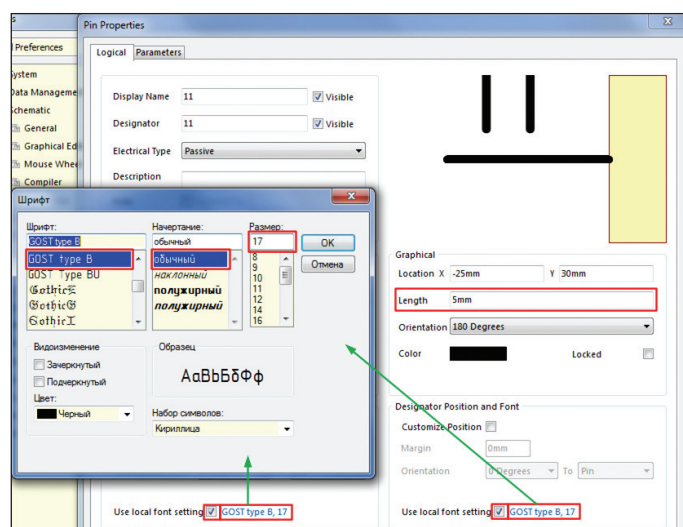 s
Pin Properties
l Preferences
Logical Parameters
System
Data Manageme
Schematic
General
Graphical Ed
Mouse Whee
Compiler
Display Name 11 Visible
Designator 11 Visible
Electrical Type Passive
Description
11
Шрифт
Шрифт: Начертание: Размер:
GOST type B обычный 17 OK
GOST type B обычный 8 Отмена
GOST Type BU наклонный 9
GothicE полужирный 10
GothicG полужирный 11
GothicI 12
14
16
Видоизменение Образец
Зачеркнутый
Подчеркнутый
АаВЬБбФф
Цвет:
Черный
Набор символов:
Кириллица
Graphical
Location X -25mm Y 30mm
Length 5mm
Orientation 180 Degrees
Color Locked
Designator Position and Font
Customize Position
Margin 0mm
Orientation 0 Degrees To Pin
Use local font setting GOST type B, 17
Use local font setting GOST type B, 17